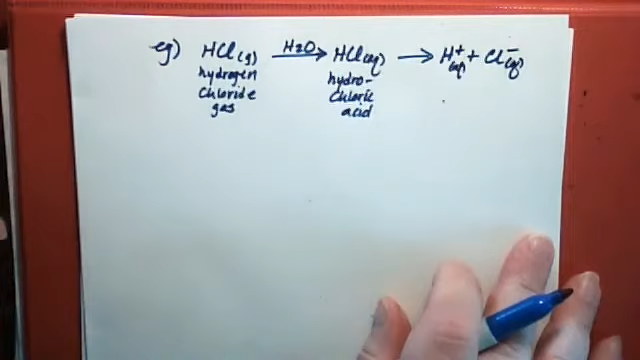 eg) HCl(g) H2O→ HCl(aq) → H+(aq) + Cl-(aq)
hydrogen hydro-
chloride chloric
gas acid